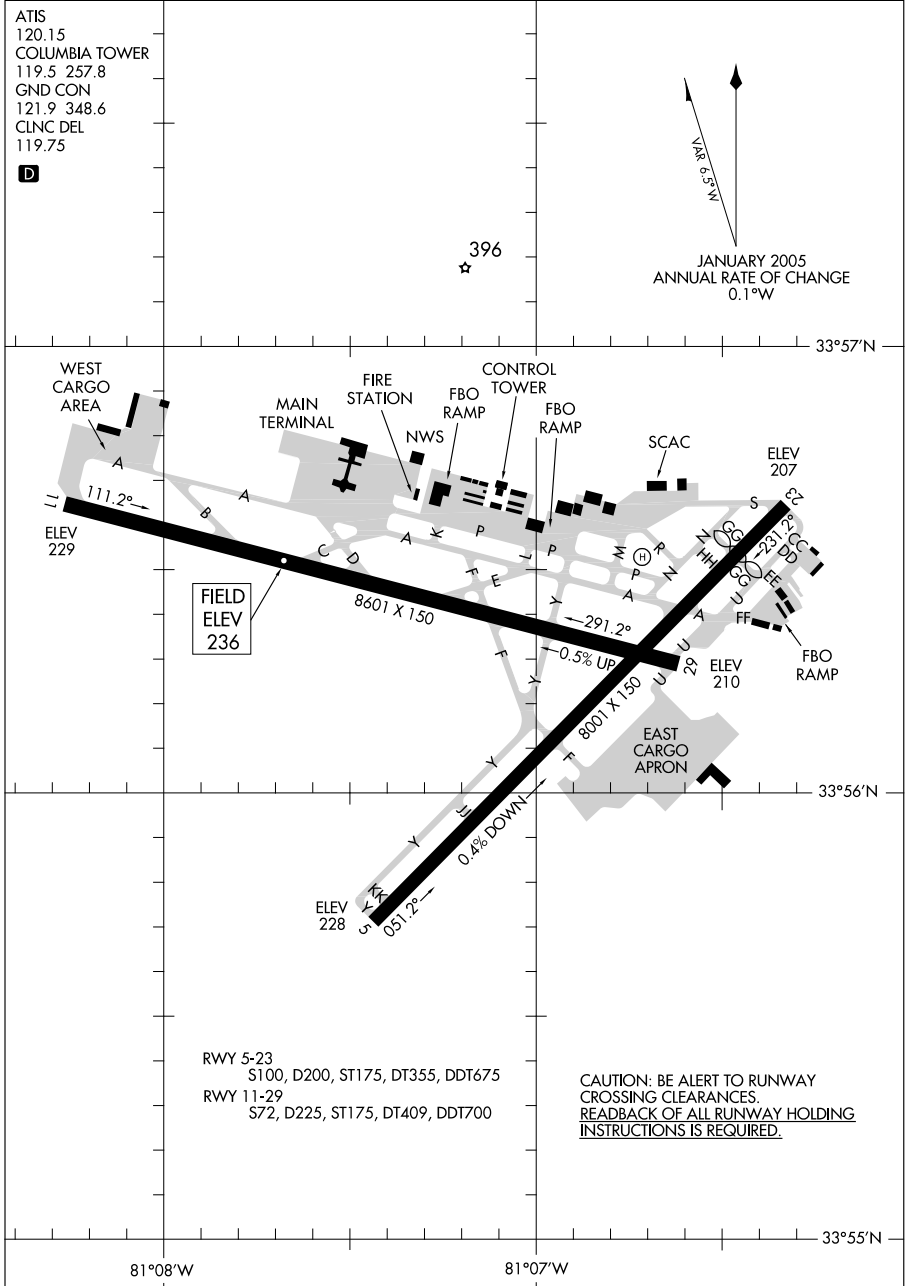 ATIS
120.15
COLUMBIA TOWER
119.5 257.8
GND CON
121.9 348.6
CLNC DEL
119.75
D
VAR 6.5° W
JANUARY 2005
ANNUAL RATE OF CHANGE
0.1°W
396
33°57'N
WEST
CARGO
AREA
MAIN
TERMINAL
FIRE
STATION
NWS
FBO
RAMP
CONTROL
TOWER
FBO
RAMP
SCAC
ELEV
207
23
11
111.2°
ELEV
229
A
B
A
C
D
A
K
P
F
E
L
P
Y
M
H
P
R
A
N
N
S
HH
GG
GG
231.2°
CC
DD
EE
U
A
FF
U
U
FIELD
ELEV
236
8601 X 150
291.2°
0.5% UP
29
ELEV
210
FBO
RAMP
F
Y
8001 X 150
EAST
CARGO
APRON
F
Y
33°56'N
JJ
0.4% DOWN
Y
KK
Y
5
051.2°
ELEV
228
RWY 5-23
S100, D200, ST175, DT355, DDT675
RWY 11-29
S72, D225, ST175, DT409, DDT700
CAUTION: BE ALERT TO RUNWAY
CROSSING CLEARANCES.
READBACK OF ALL RUNWAY HOLDING
INSTRUCTIONS IS REQUIRED.
33°55'N
81°08'W
81°07'W